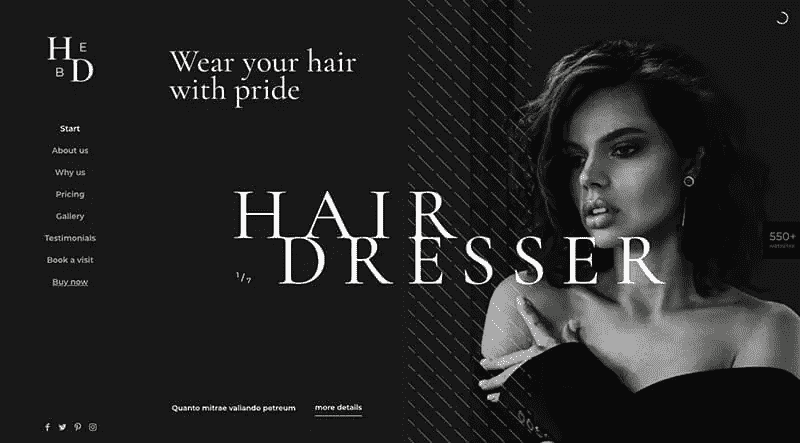 H E
B D
Start
About us
Why us
Pricing
Gallery
Testimonials
Book a visit
Buy now
Wear your hair
with pride
HAIR
DRESSER
1/7
550+
Quanto mitrae valiando petreum
more details